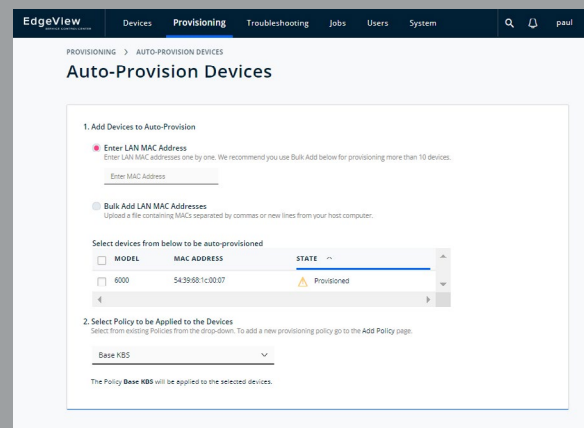 EdgeView
SERVICE CONTROL CENTER
Devices Provisioning Troubleshooting Jobs Users System paul
PROVISIONING > AUTO-PROVISION DEVICES
Auto-Provision Devices
1. Add Devices to Auto-Provision
Enter LAN MAC Address
Enter LAN MAC addresses one by one. We recommend you use Bulk Add below for provisioning more than 10 devices.
Enter MAC Address
Bulk Add LAN MAC Addresses
Upload a file containing MACs separated by commas or new lines from your host computer.
Select devices from below to be auto-provisioned
MODEL MAC ADDRESS STATE
6000 54:39:68:1c:00:07 Provisioned
2. Select Policy to be Applied to the Devices
Select from existing Policies from the drop-down. To add a new provisioning policy go to the Add Policy page.
Base KBS
The Policy Base KBS will be applied to the selected devices.